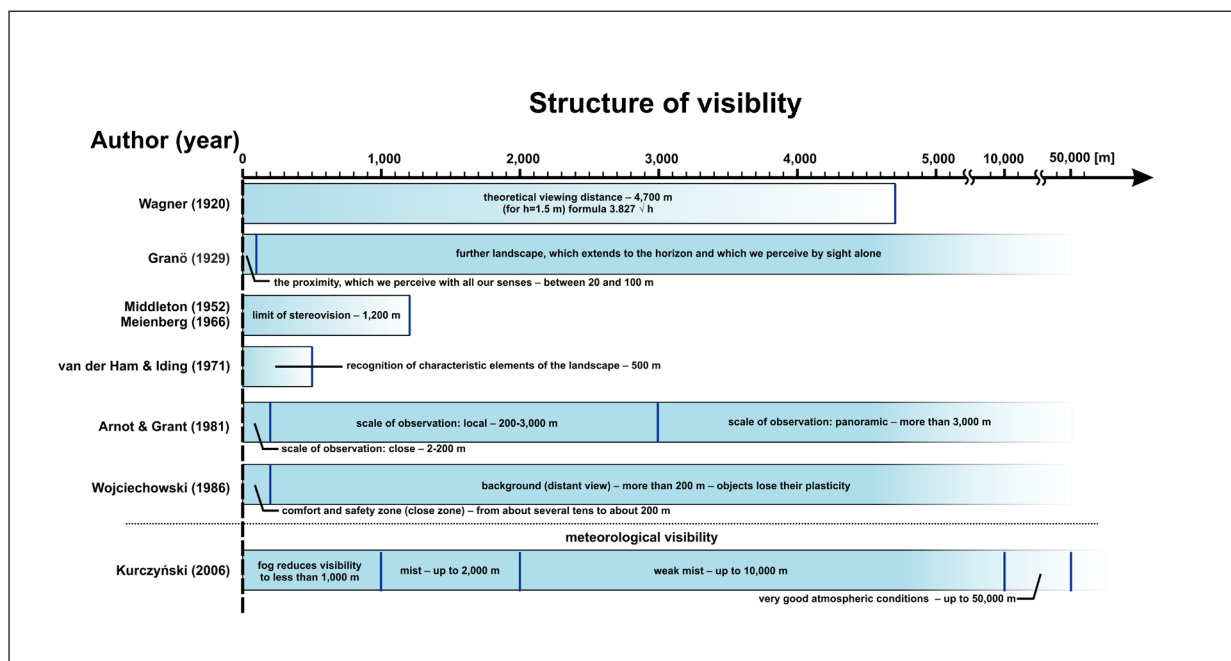 Structure of visiblity
Author (year)
0 1,000 2,000 3,000 4,000 5,000 10,000 50,000 [m]
Wagner (1920)
theoretical viewing distance – 4,700 m
(for h=1.5 m) formula 3.827 √ h
Granö (1929)
further landscape, which extends to the horizon and which we perceive by sight alone
the proximity, which we perceive with all our senses – between 20 and 100 m
Middleton (1952)
Meienberg (1966)
limit of stereovision – 1,200 m
van der Ham & Iding (1971)
recognition of characteristic elements of the landscape – 500 m
Arnot & Grant (1981)
scale of observation: local – 200-3,000 m
scale of observation: panoramic – more than 3,000 m
scale of observation: close – 2-200 m
Wojciechowski (1986)
background (distant view) – more than 200 m – objects lose their plasticity
comfort and safety zone (close zone) – from about several tens to about 200 m
meteorological visibility
Kurczyński (2006)
fog reduces visibility
to less than 1,000 m
mist – up to 2,000 m
weak mist – up to 10,000 m
very good atmospheric conditions – up to 50,000 m